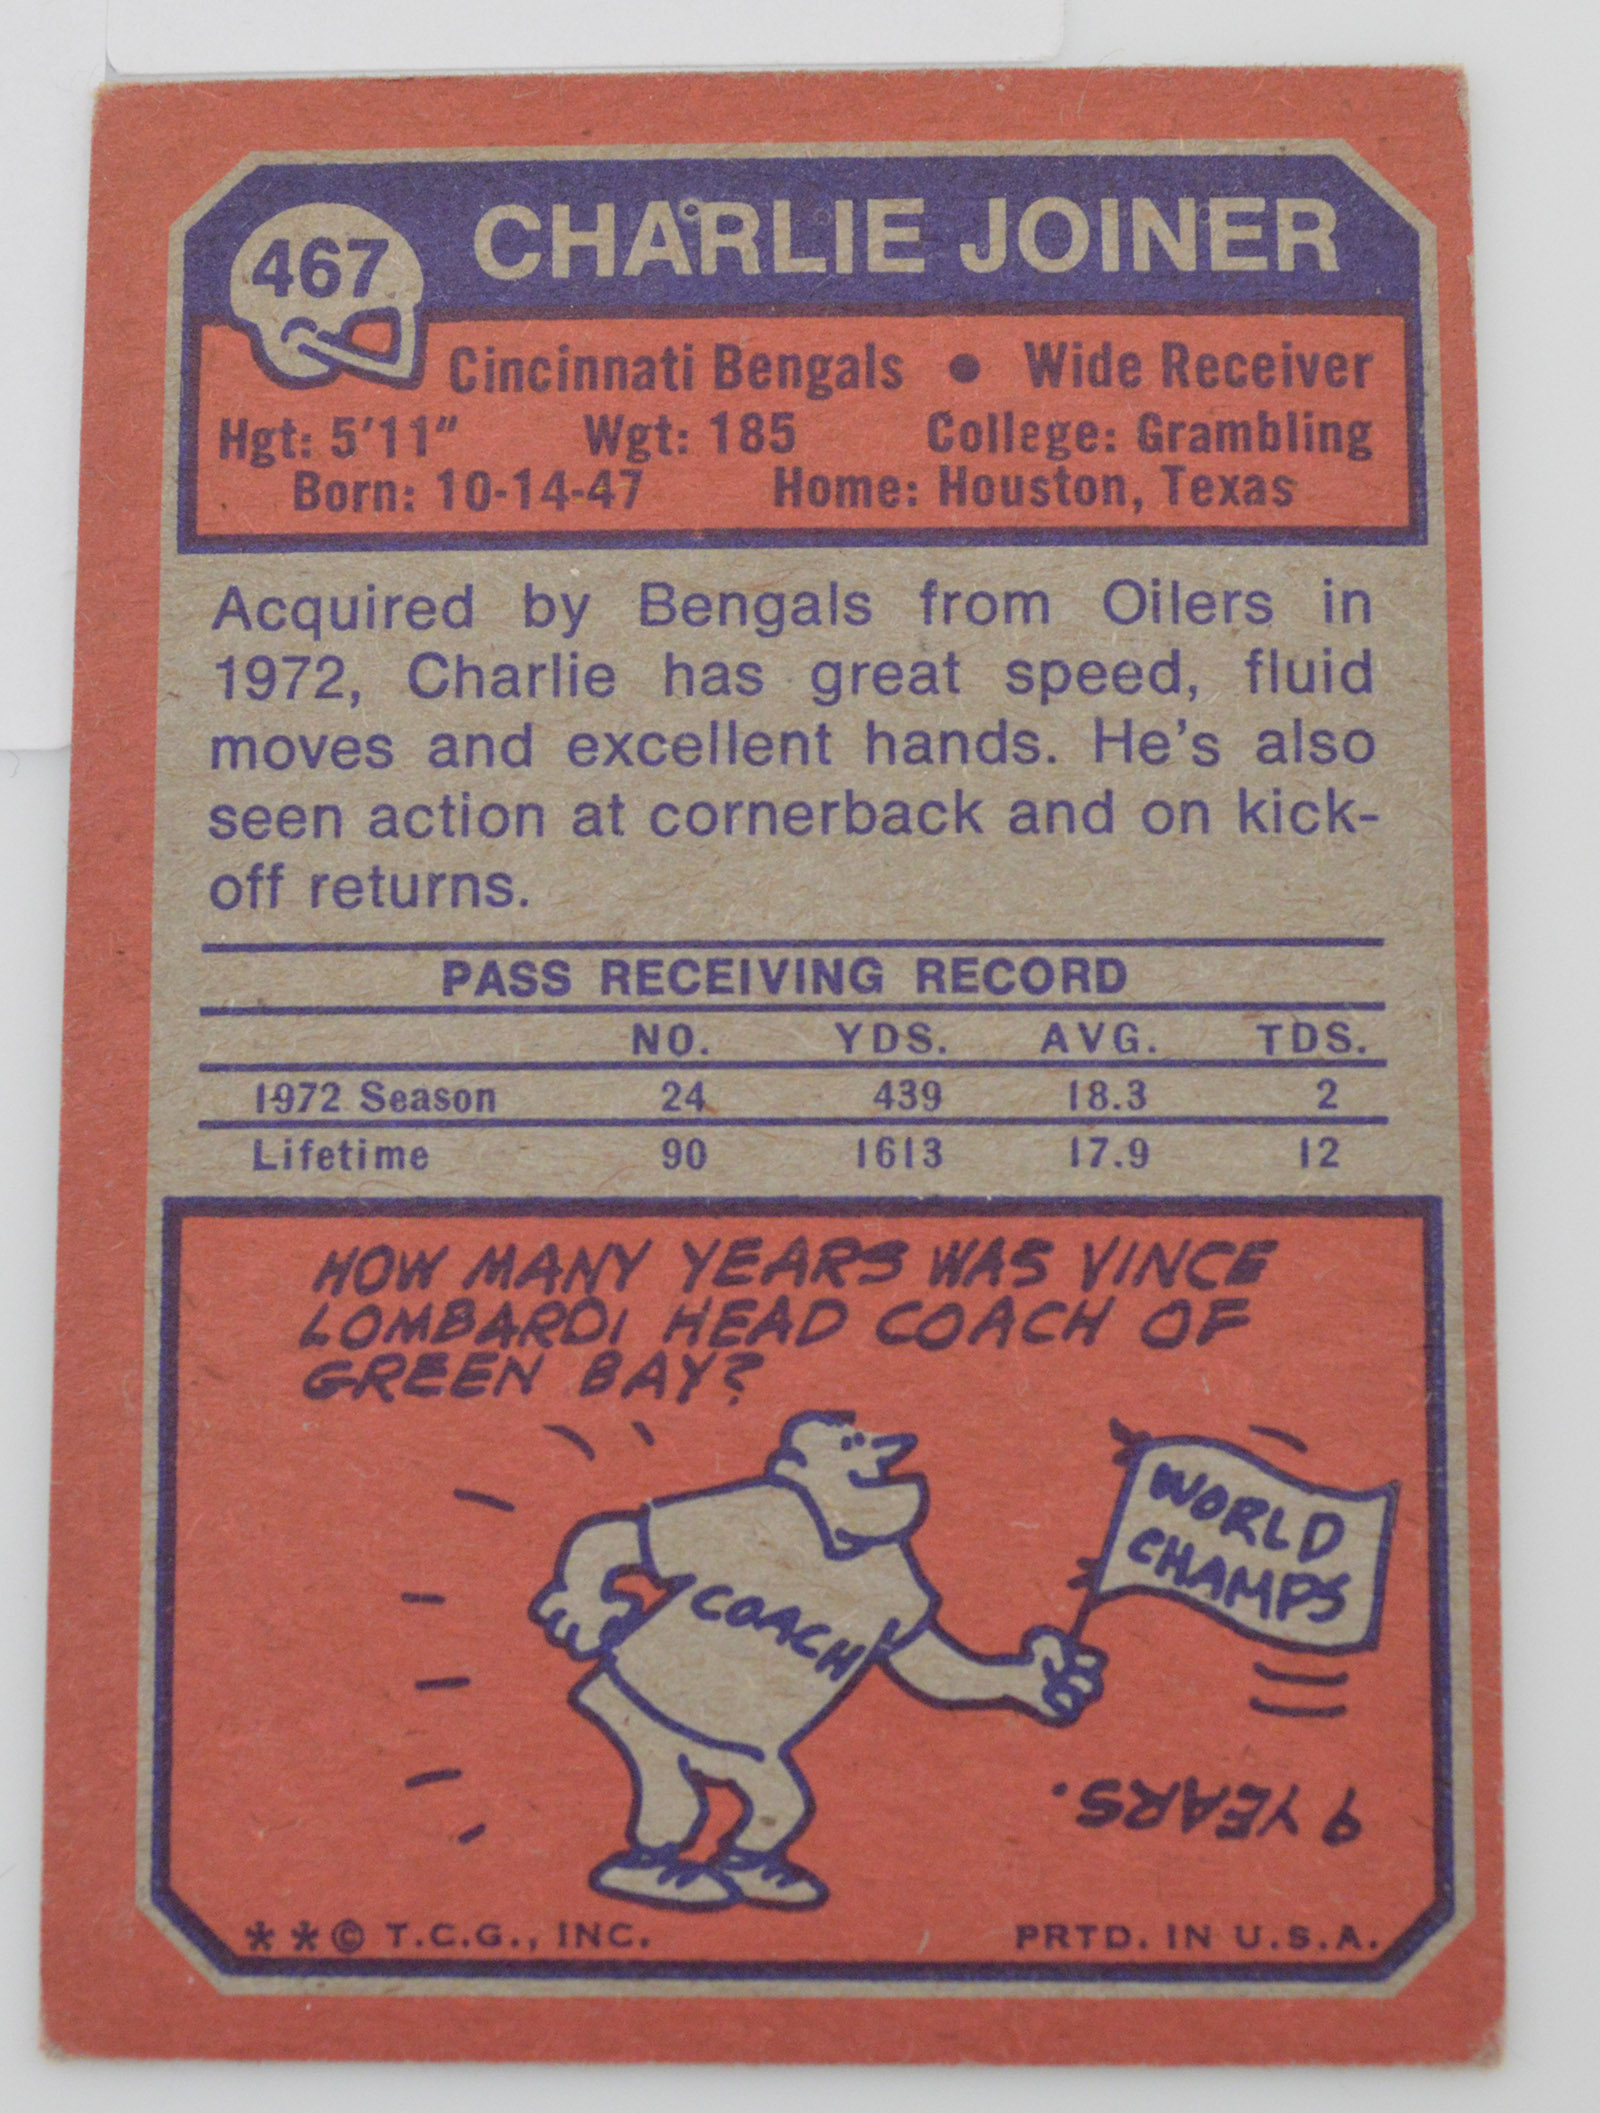 467 CHARLIE JOINER
Cincinnati Bengals • Wide Receiver
Hgt: 5'11" Wgt: 185 College: Grambling
Born: 10-14-47 Home: Houston, Texas
Acquired by Bengals from Oilers in
1972, Charlie has great speed, fluid
moves and excellent hands. He's also
seen action at cornerback and on kick-
off returns.
PASS RECEIVING RECORD
NO. YDS. AVG. TDS.
1972 Season 24 439 18.3 2
Lifetime 90 1613 17.9 12
HOW MANY YEARS WAS VINCE
LOMBARDI HEAD COACH OF
GREEN BAY?
WORLD
CHAMPS
COACH
9 YEARS.
**© T.C.G., INC. PRTD. IN U.S.A.